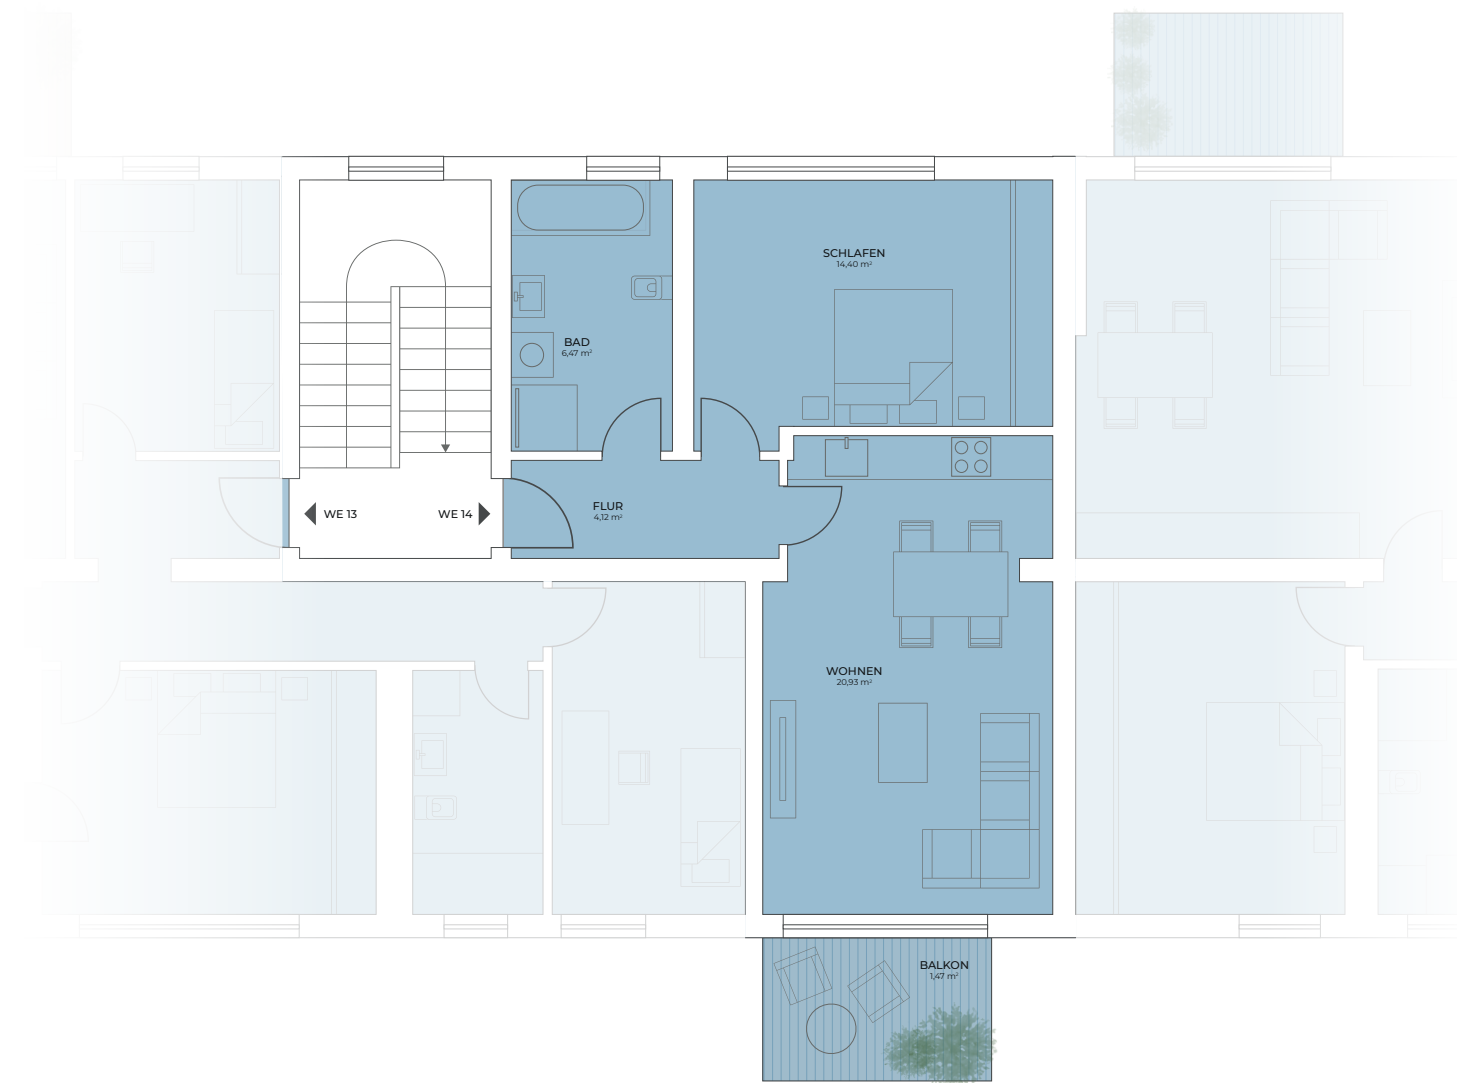 SCHLAFEN
14,40 m²
BAD
6,47 m²
WE 13
WE 14
FLUR
4,12 m²
WOHNEN
20,93 m²
BALKON
1,47 m²